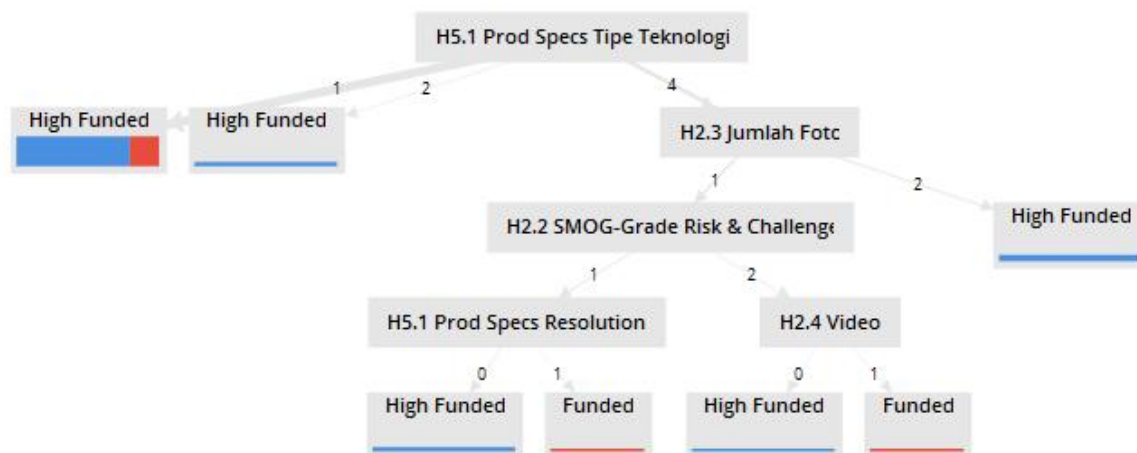 H5.1 Prod Specs Tipe Teknologi
1
2
4
High Funded
High Funded
H2.3 Jumlah Fotc
1
2
H2.2 SMOG-Grade Risk & Challenge
High Funded
1
2
H5.1 Prod Specs Resolution
H2.4 Video
0
1
0
1
High Funded
Funded
High Funded
Funded